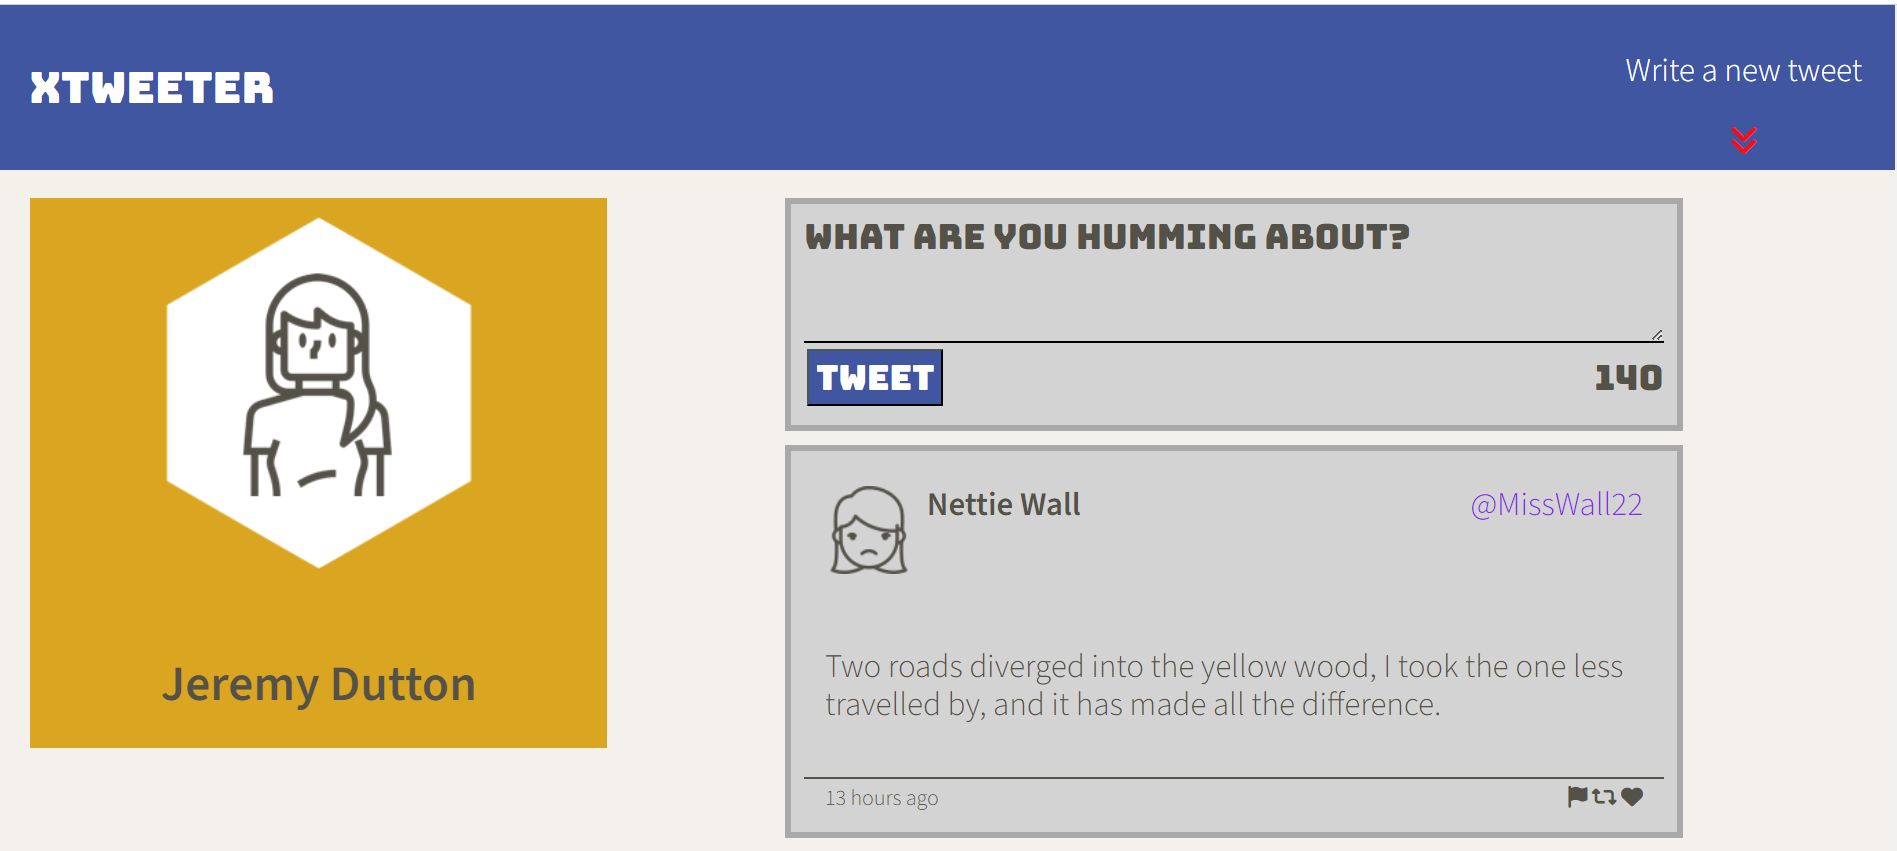 XTWEETER
Write a new tweet
Jeremy Dutton
WHAT ARE YOU HUMMING ABOUT?
TWEET
140
Nettie Wall
@MissWall22
Two roads diverged into the yellow wood, I took the one less
travelled by, and it has made all the difference.
13 hours ago